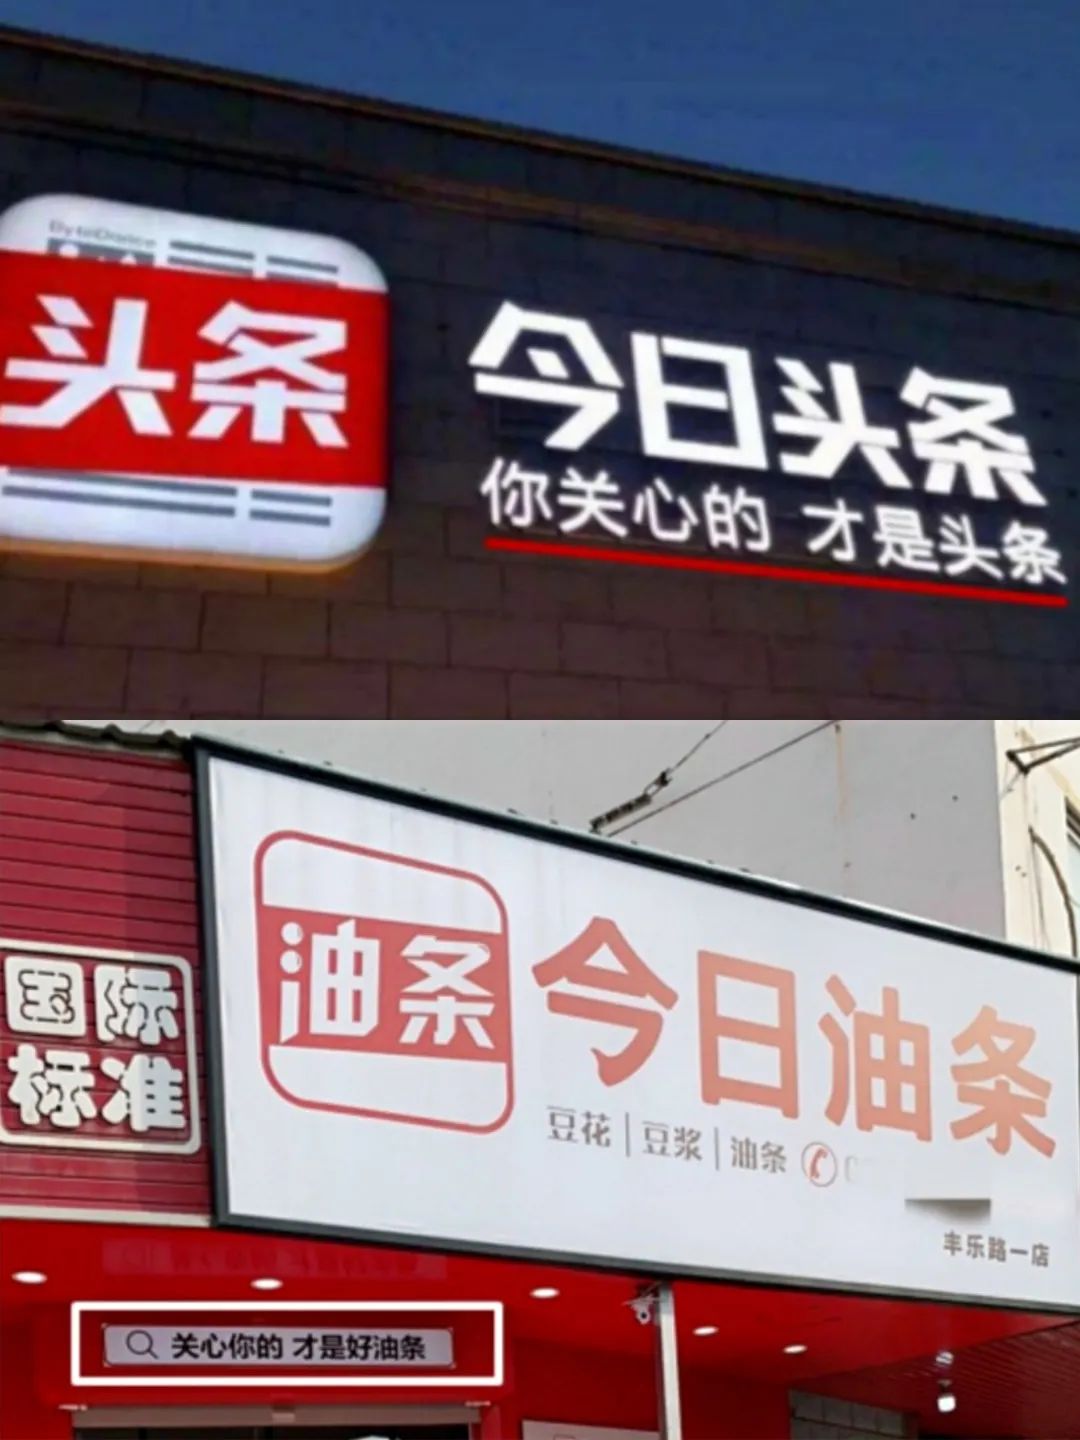 ByteDance
头条
今日头条
你关心的 才是头条
国际
标准
油条
今日油条
豆花 | 豆浆 | 油条
丰乐路一店
关心你的 才是好油条